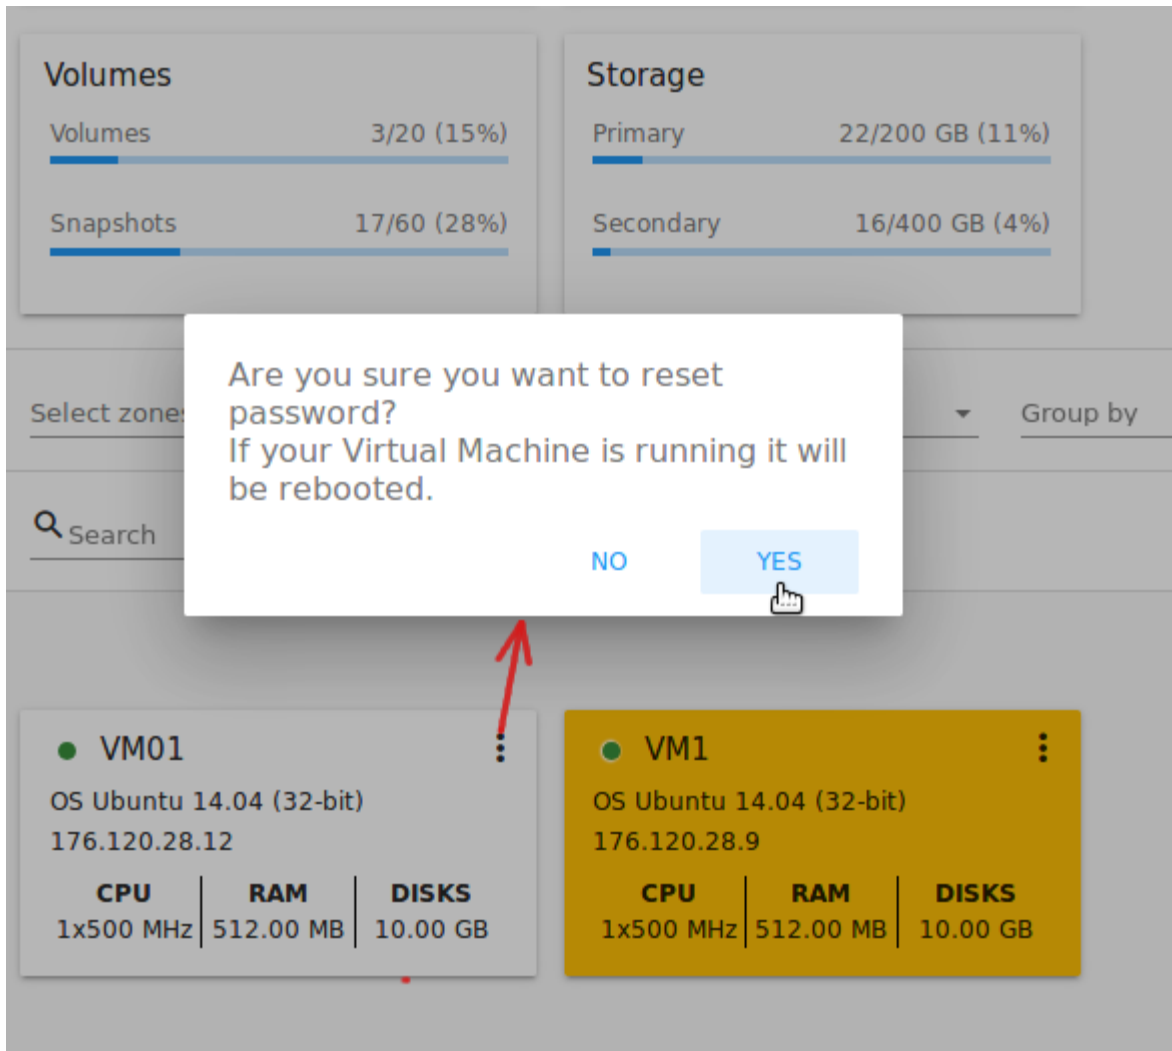 Volumes
Volumes 3/20 (15%)
Snapshots 17/60 (28%)
Storage
Primary 22/200 GB (11%)
Secondary 16/400 GB (4%)
Are you sure you want to reset
password?
If your Virtual Machine is running it will
be rebooted.
NO YES
Select zones
Group by
Search
VM01
OS Ubuntu 14.04 (32-bit)
176.120.28.12
CPU RAM DISKS
1x500 MHz 512.00 MB 10.00 GB
VM1
OS Ubuntu 14.04 (32-bit)
176.120.28.9
CPU RAM DISKS
1x500 MHz 512.00 MB 10.00 GB